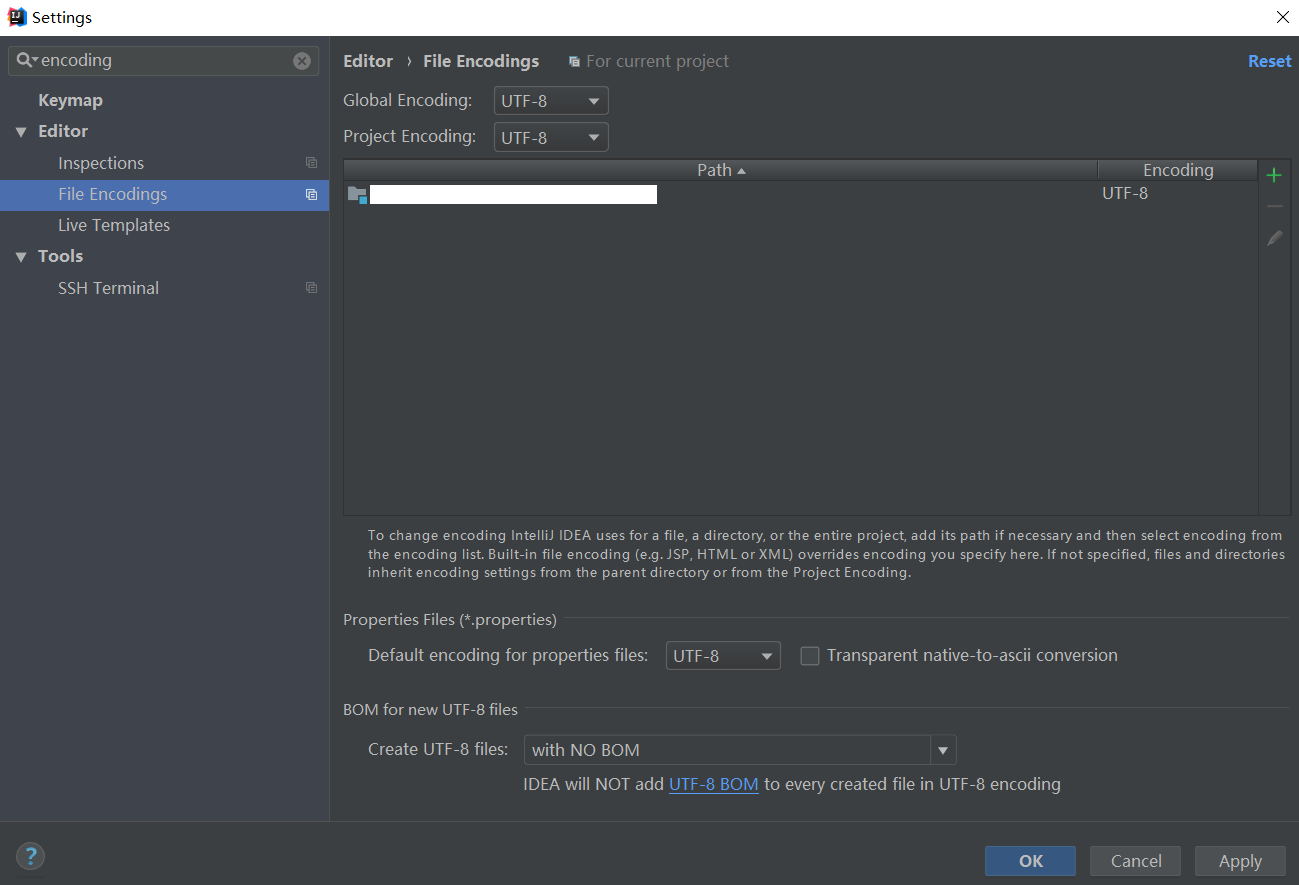 Settings
encoding
Keymap
Editor
Inspections
File Encodings
Live Templates
Tools
SSH Terminal
Editor › File Encodings For current project Reset
Global Encoding: UTF-8
Project Encoding: UTF-8
Path Encoding
UTF-8
To change encoding IntelliJ IDEA uses for a file, a directory, or the entire project, add its path if necessary and then select encoding from
the encoding list. Built-in file encoding (e.g. JSP, HTML or XML) overrides encoding you specify here. If not specified, files and directories
inherit encoding settings from the parent directory or from the Project Encoding.
Properties Files (*.properties)
Default encoding for properties files: UTF-8 Transparent native-to-ascii conversion
BOM for new UTF-8 files
Create UTF-8 files: with NO BOM
IDEA will NOT add UTF-8 BOM to every created file in UTF-8 encoding
? OK Cancel Apply